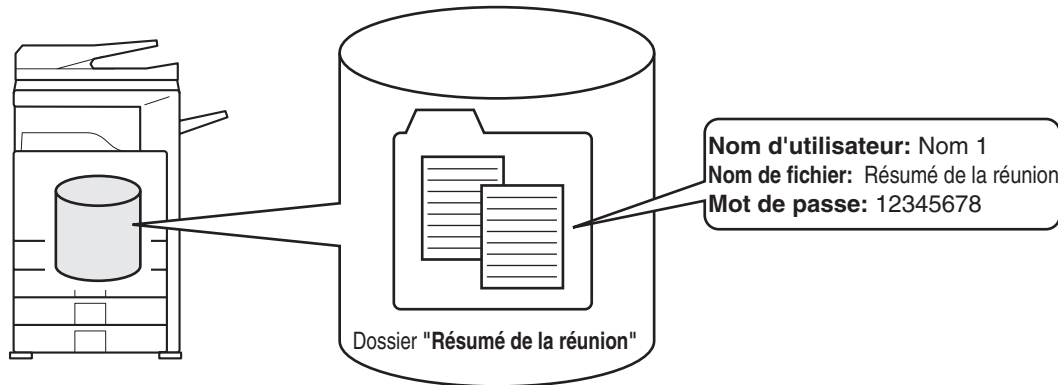 Nom d'utilisateur: Nom 1
Nom de fichier: Résumé de la réunion
Mot de passe: 12345678
Dossier "Résumé de la réunion"